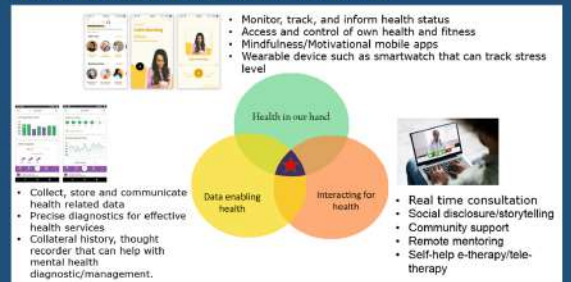 • Monitor, track, and inform health status
• Access and control of own health and fitness
• Mindfulness/Motivational mobile apps
• Wearable device such as smartwatch that can track stress
level
Health in our hand
Data enabling
health
Interacting for
health
• Collect, store and communicate
health related data
• Precise diagnostics for effective
health services
• Collateral history, thought
recorder that can help with
mental health
diagnostic/management.
• Real time consultation
• Social disclosure/storytelling
• Community support
• Remote mentoring
• Self-help e-therapy/tele-
therapy